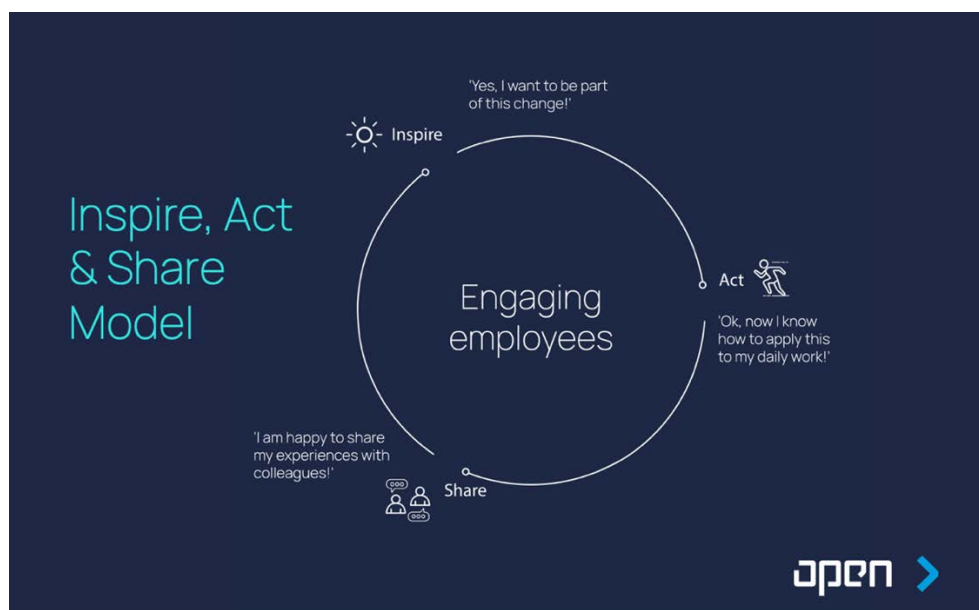 Inspire, Act
& Share
Model
'Yes, I want to be part
of this change!'
Inspire
Engaging
employees
Act
'Ok, now I know
how to apply this
to my daily work!'
'I am happy to share
my experiences with
colleagues!'
Share
open